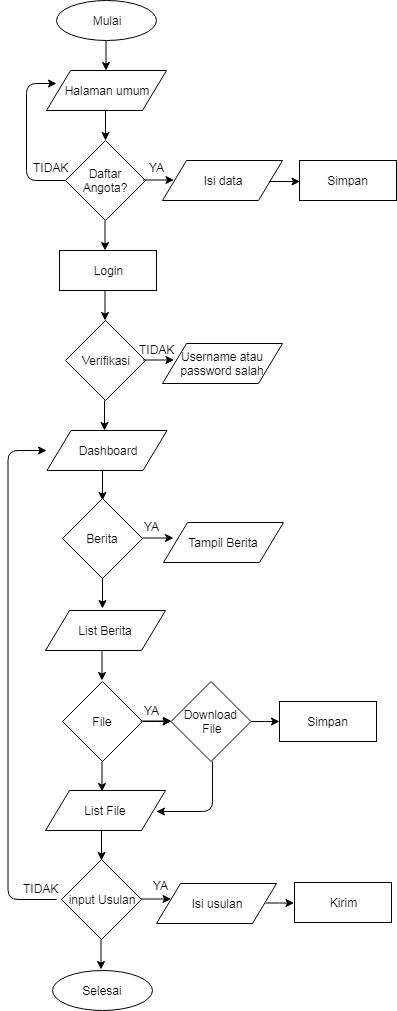 Mulai
Halaman umum
TIDAK
Daftar
Angota?
YA
Isi data
Simpan
Login
Verifikasi
TIDAK
Username atau
password salah
Dashboard
Berita
YA
Tampil Berita
List Berita
File
YA
Download
File
Simpan
List File
TIDAK
input Usulan
YA
Isi usulan
Kirim
Selesai